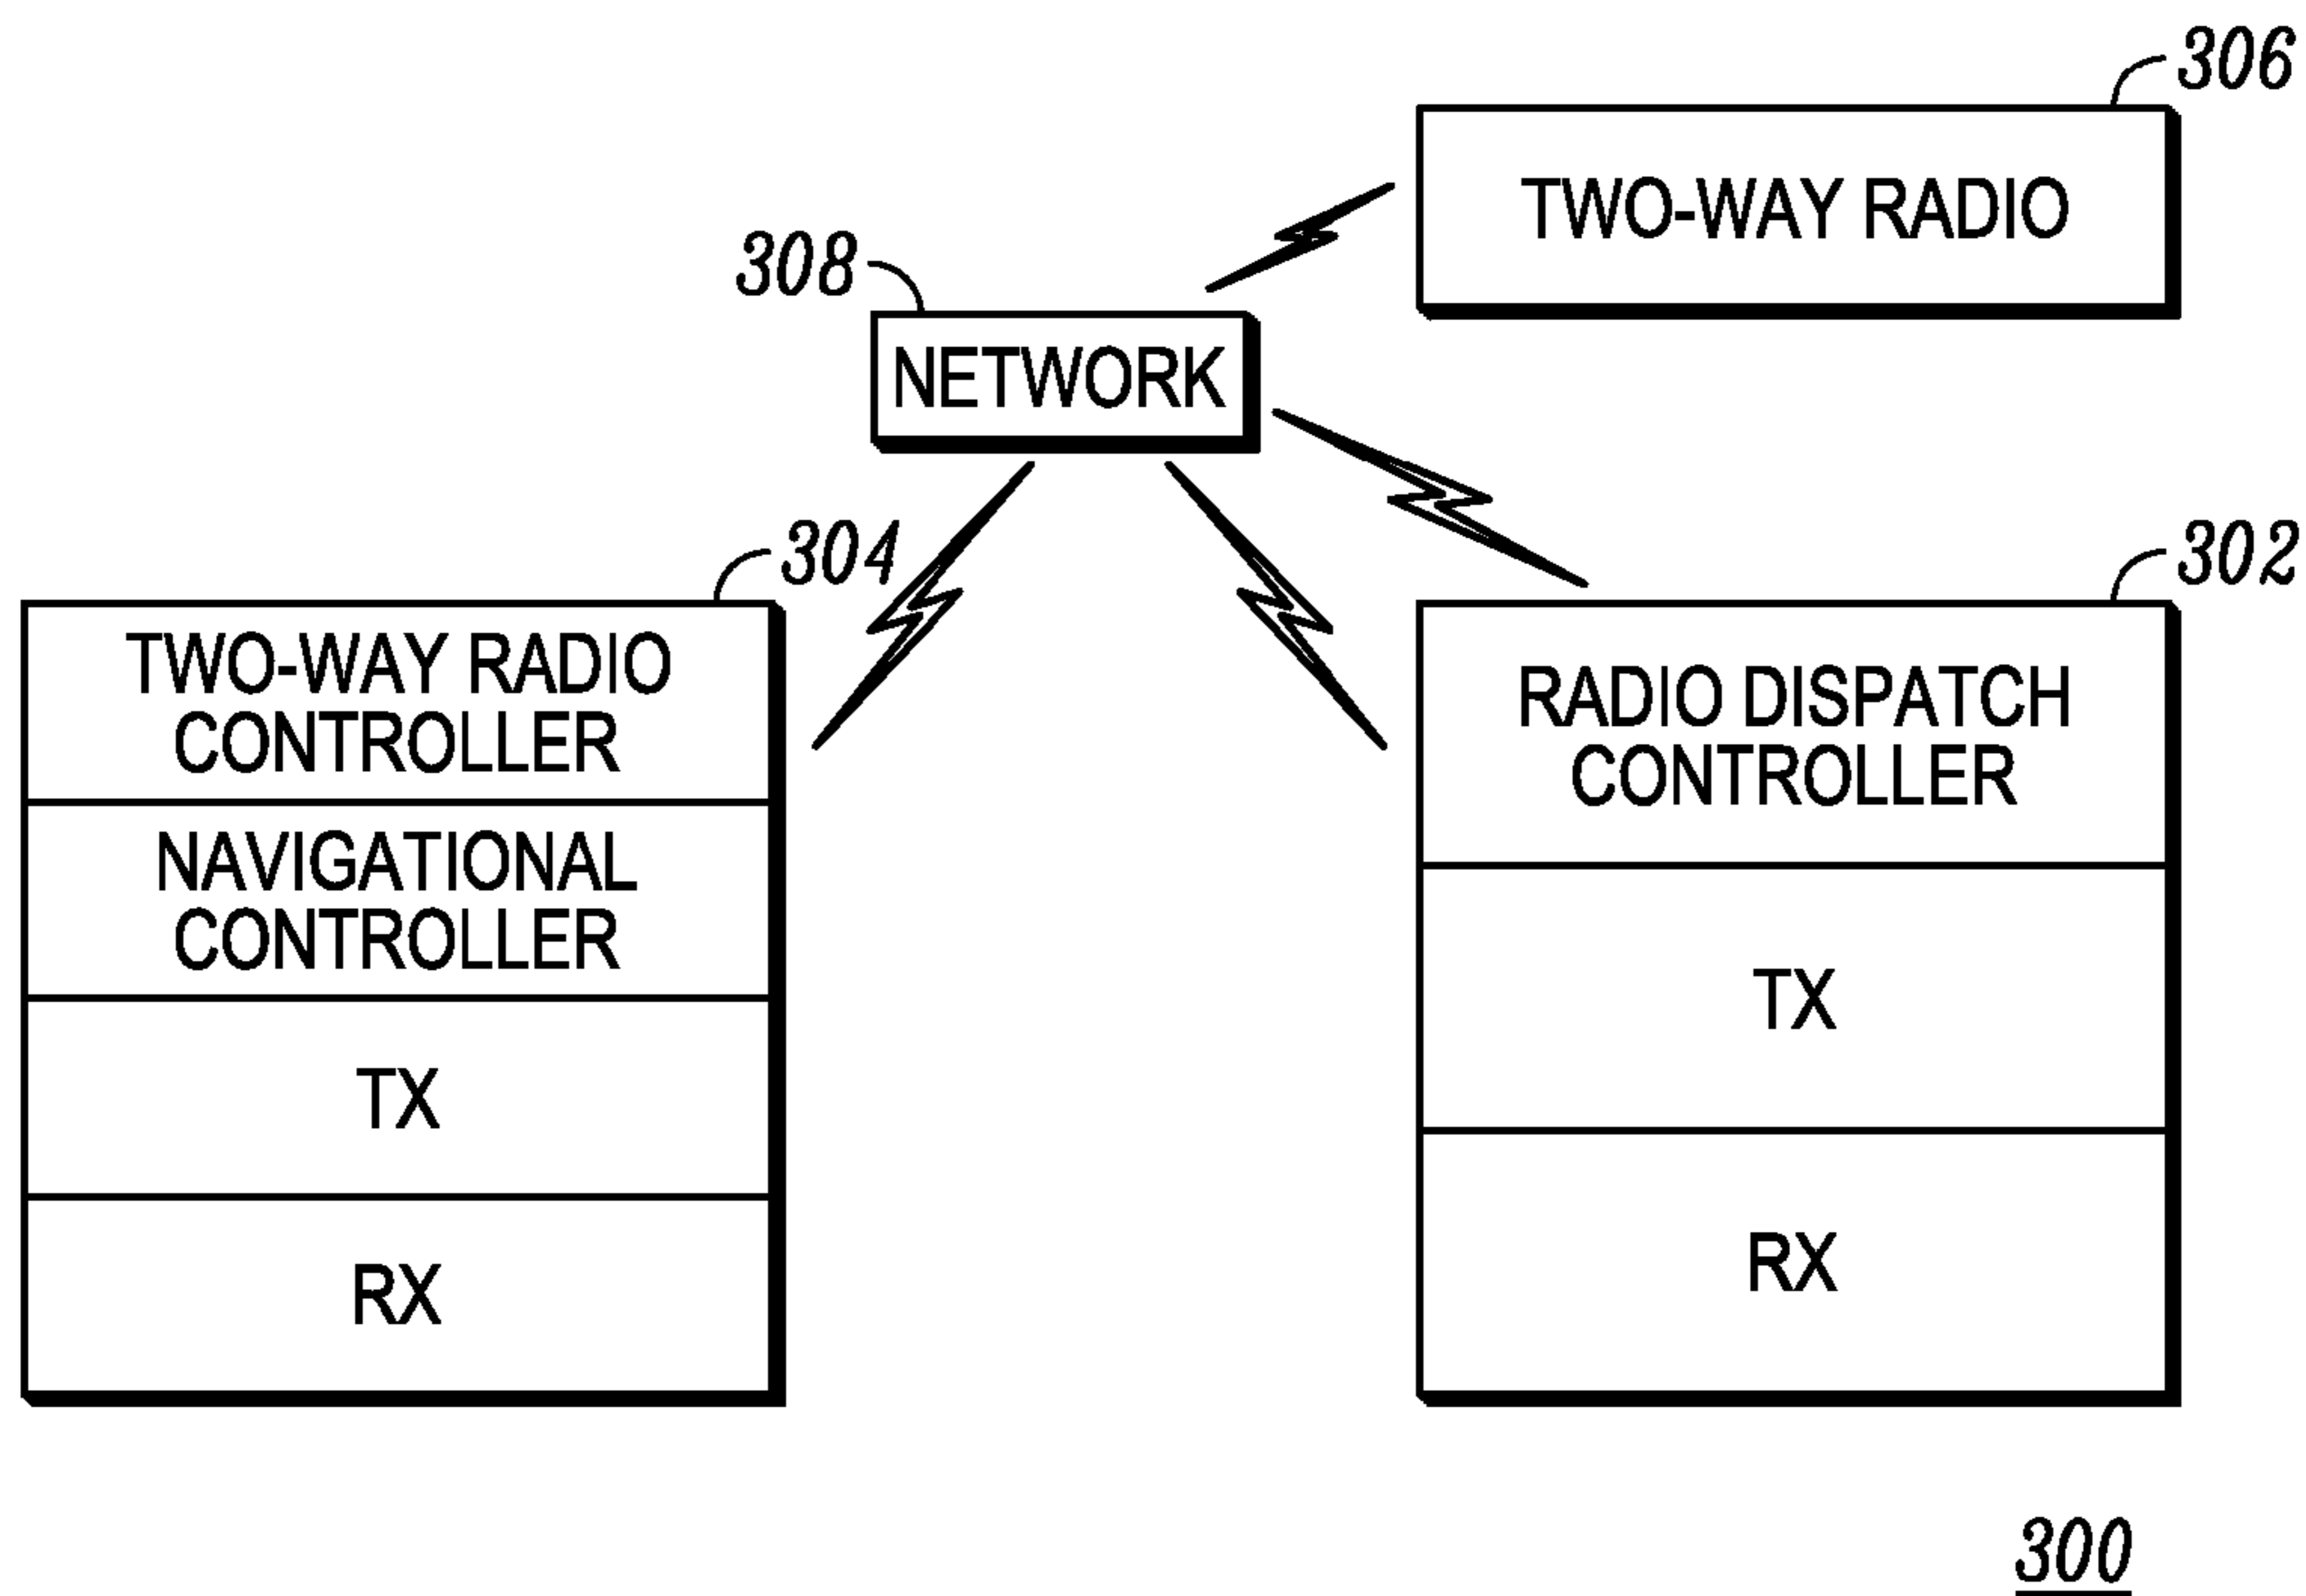 306
TWO-WAY RADIO
308
NETWORK
304
TWO-WAY RADIO
CONTROLLER
NAVIGATIONAL
CONTROLLER
TX
RX
302
RADIO DISPATCH
CONTROLLER
TX
RX
300